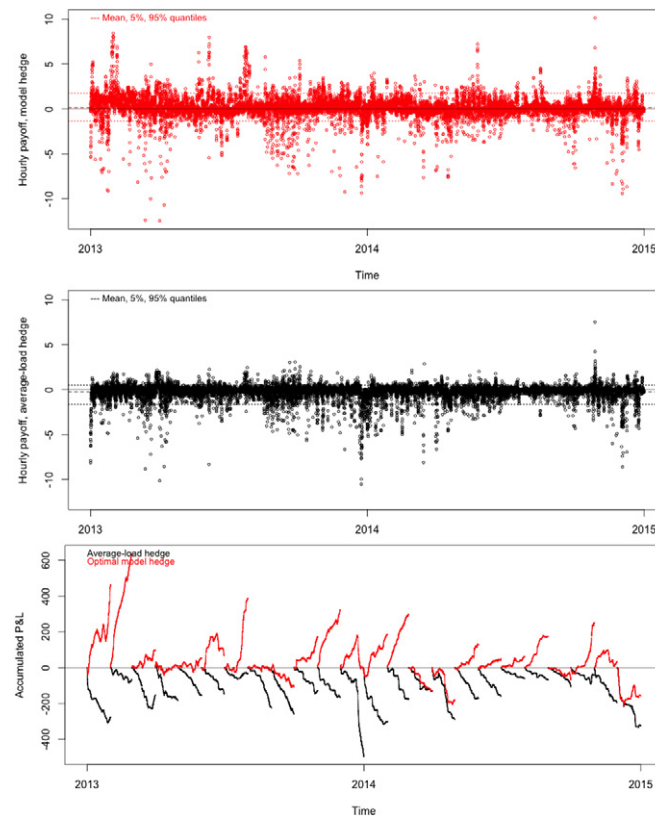 10
5
0
-5
-10
Hourly payoff, model hedge
--- Mean, 5%, 95% quantiles
2013
2014
2015
Time
10
5
0
-5
-10
Hourly payoff, average-load hedge
--- Mean, 5%, 95% quantiles
2013
2014
2015
Time
600
400
200
0
-200
-400
Accumulated P&L
Average-load hedge
Optimal model hedge
2013
2014
2015
Time